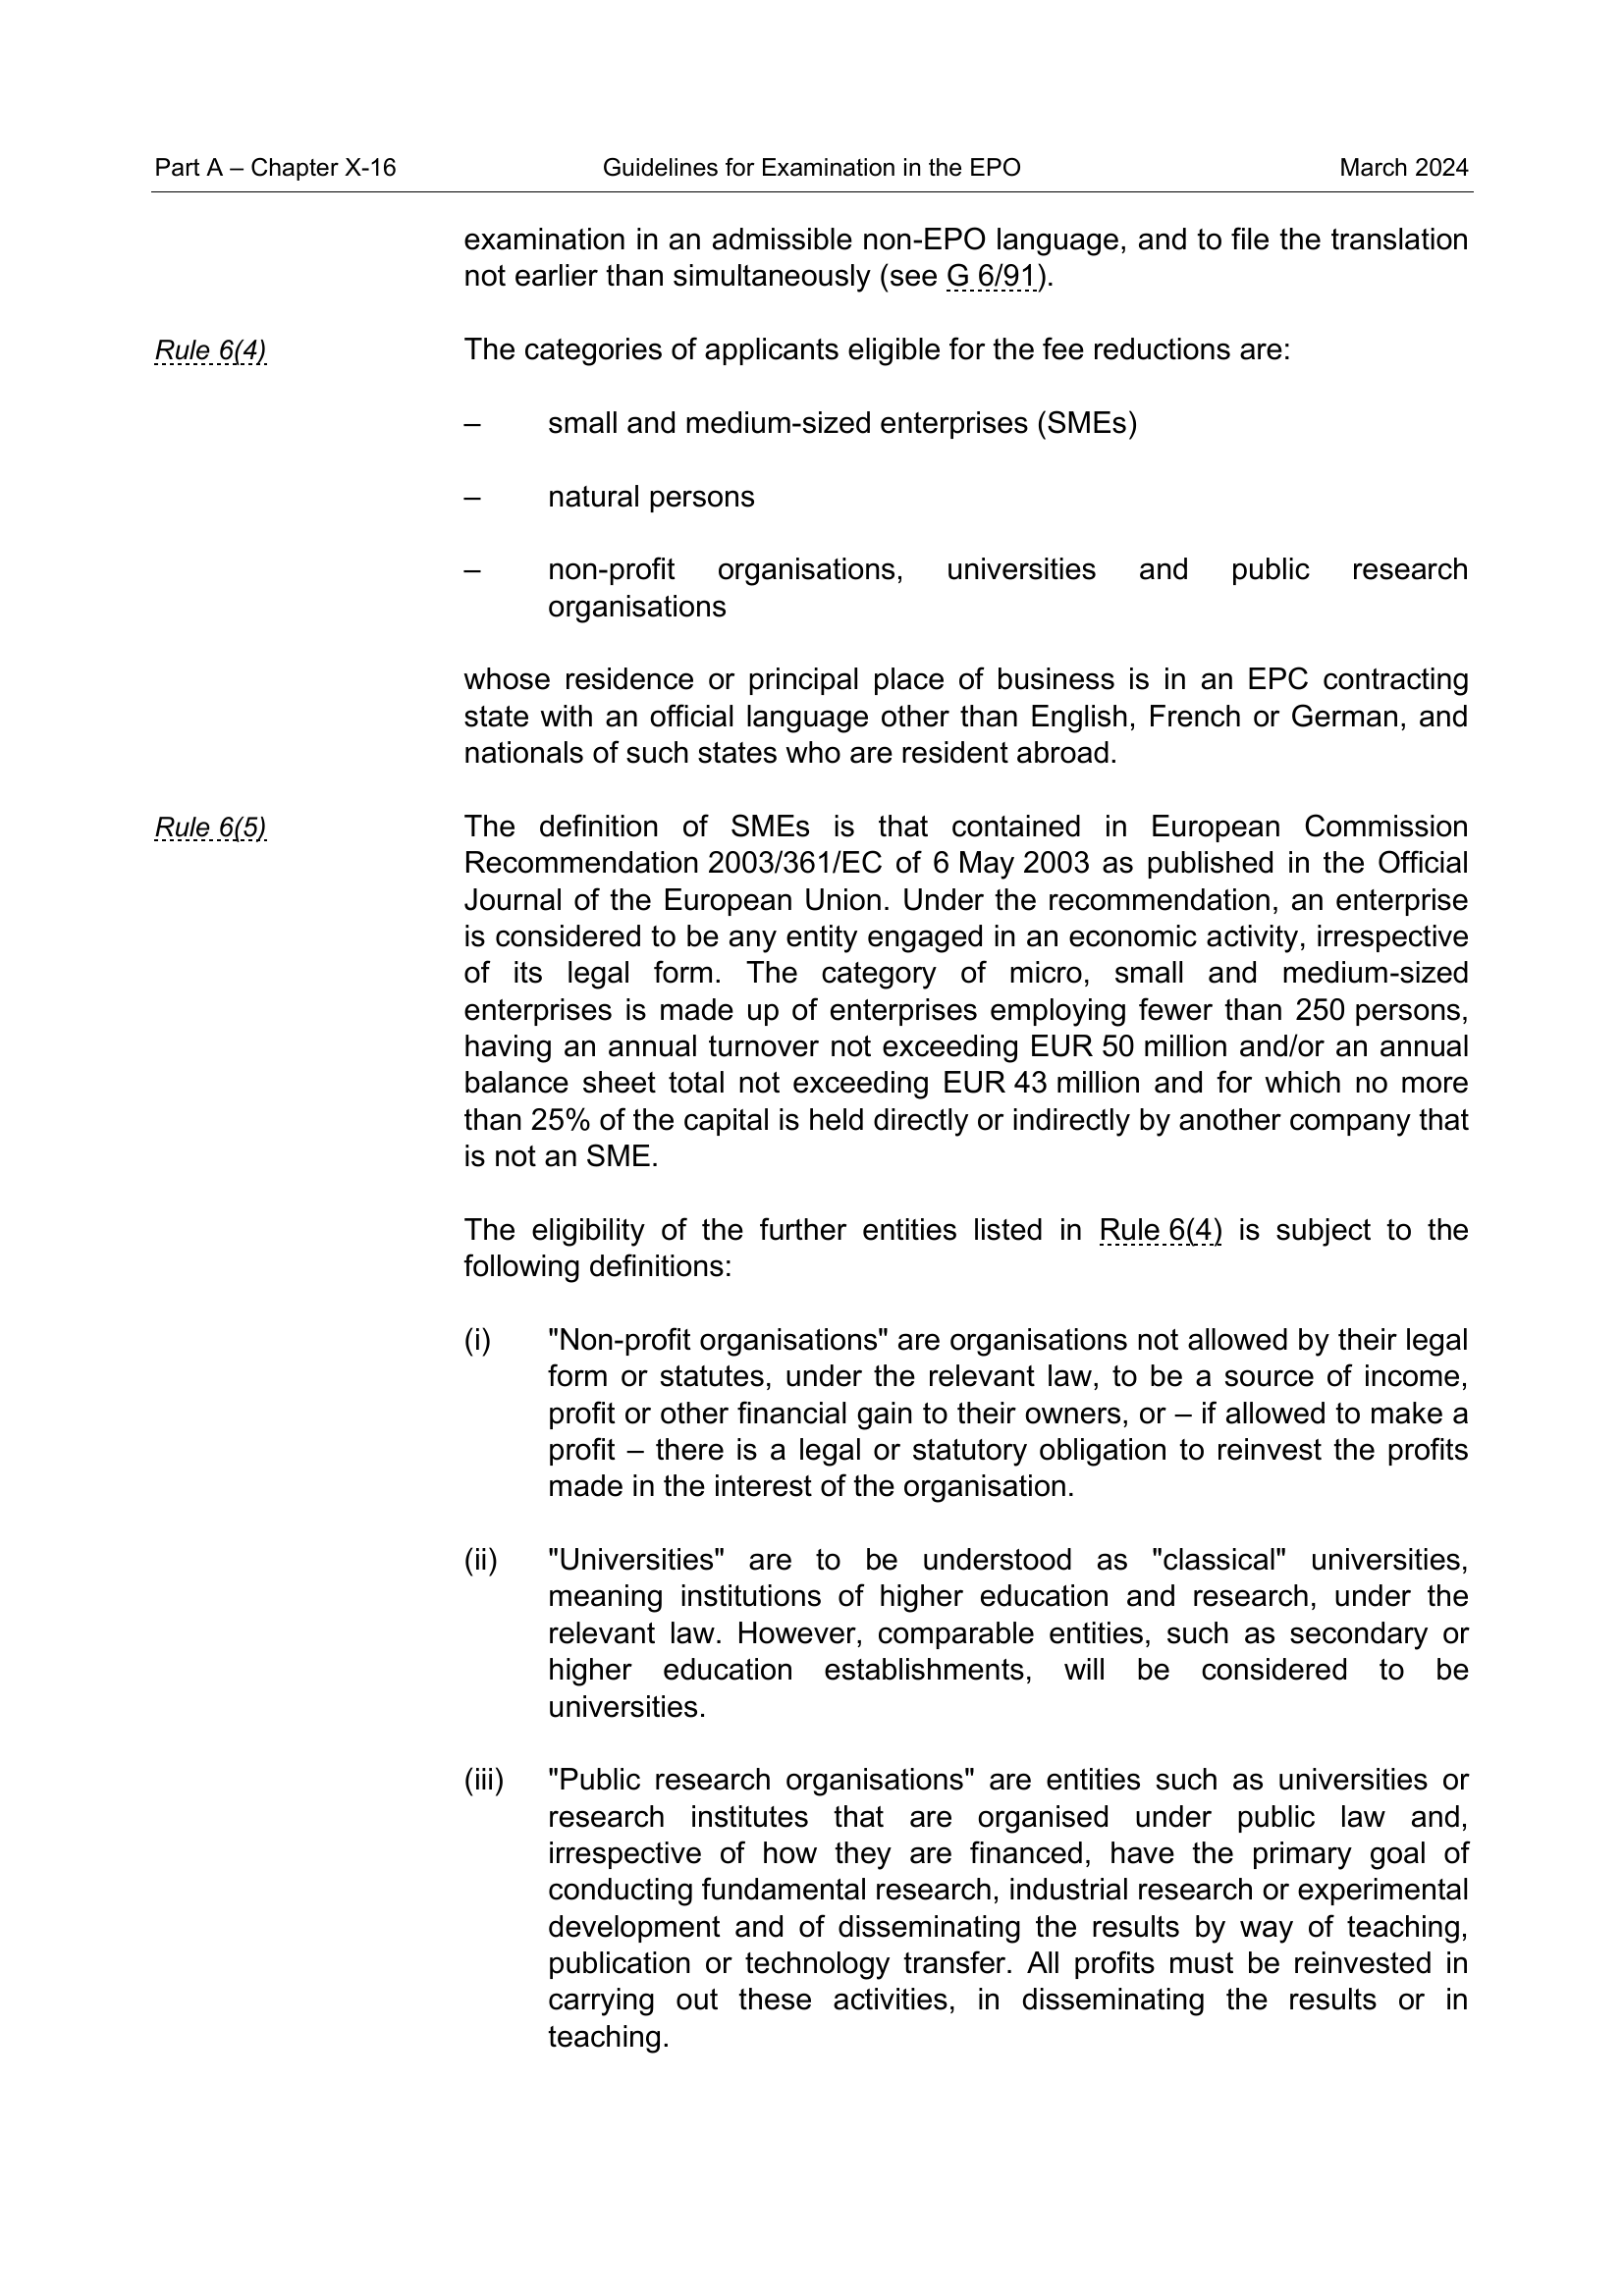 Part A – Chapter X-16 Guidelines for Examination in the EPO March 2024
examination in an admissible non-EPO language, and to file the translation
not earlier than simultaneously (see G 6/91).
Rule 6(4) The categories of applicants eligible for the fee reductions are:
– small and medium-sized enterprises (SMEs)
– natural persons
– non-profit organisations, universities and public research
organisations
whose residence or principal place of business is in an EPC contracting
state with an official language other than English, French or German, and
nationals of such states who are resident abroad.
Rule 6(5) The definition of SMEs is that contained in European Commission
Recommendation 2003/361/EC of 6 May 2003 as published in the Official
Journal of the European Union. Under the recommendation, an enterprise
is considered to be any entity engaged in an economic activity, irrespective
of its legal form. The category of micro, small and medium-sized
enterprises is made up of enterprises employing fewer than 250 persons,
having an annual turnover not exceeding EUR 50 million and/or an annual
balance sheet total not exceeding EUR 43 million and for which no more
than 25% of the capital is held directly or indirectly by another company that
is not an SME.
The eligibility of the further entities listed in Rule 6(4) is subject to the
following definitions:
(i) "Non-profit organisations" are organisations not allowed by their legal
form or statutes, under the relevant law, to be a source of income,
profit or other financial gain to their owners, or – if allowed to make a
profit – there is a legal or statutory obligation to reinvest the profits
made in the interest of the organisation.
(ii) "Universities" are to be understood as "classical" universities,
meaning institutions of higher education and research, under the
relevant law. However, comparable entities, such as secondary or
higher education establishments, will be considered to be
universities.
(iii) "Public research organisations" are entities such as universities or
research institutes that are organised under public law and,
irrespective of how they are financed, have the primary goal of
conducting fundamental research, industrial research or experimental
development and of disseminating the results by way of teaching,
publication or technology transfer. All profits must be reinvested in
carrying out these activities, in disseminating the results or in
teaching.